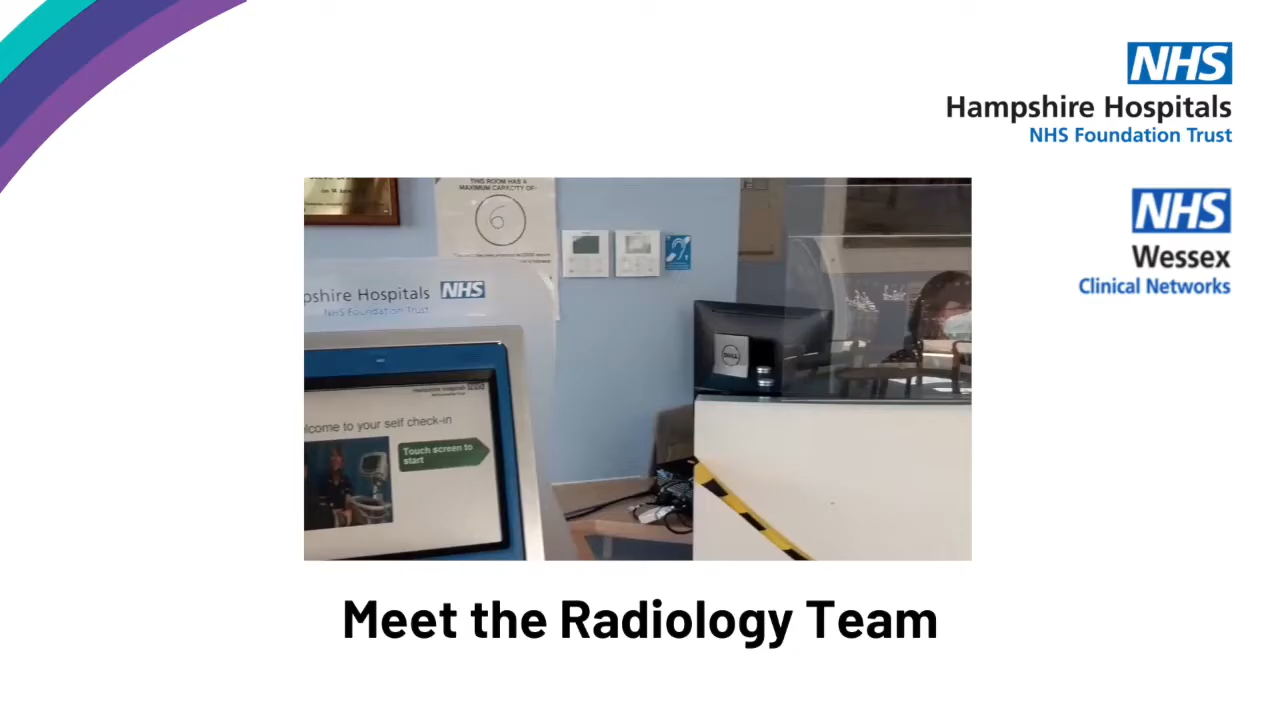 NHS
Hampshire Hospitals
NHS Foundation Trust
NHS
Wessex
Clinical Networks
THIS ROOM HAS A
MAXIMUM CAPACITY OF:
6
pshire Hospitals NHS
NHS Foundation Trust
elcome to your self check-in
Touch screen to
start
DELL
Meet the Radiology Team